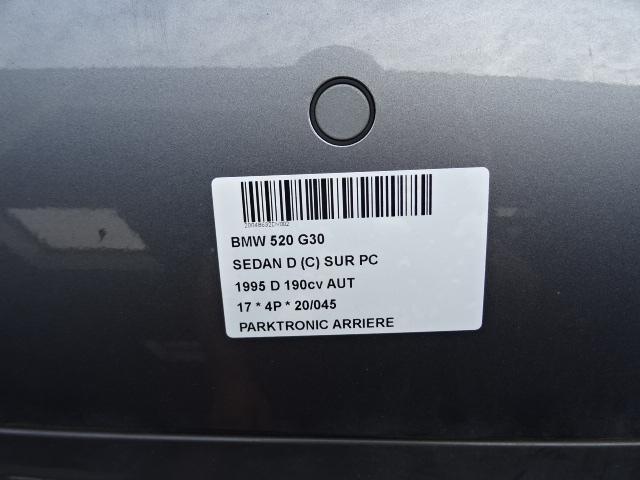 BMW 520 G30
SEDAN D (C) SUR PC
1995 D 190cv AUT
17 * 4P * 20/045
PARKTRONIC ARRIERE